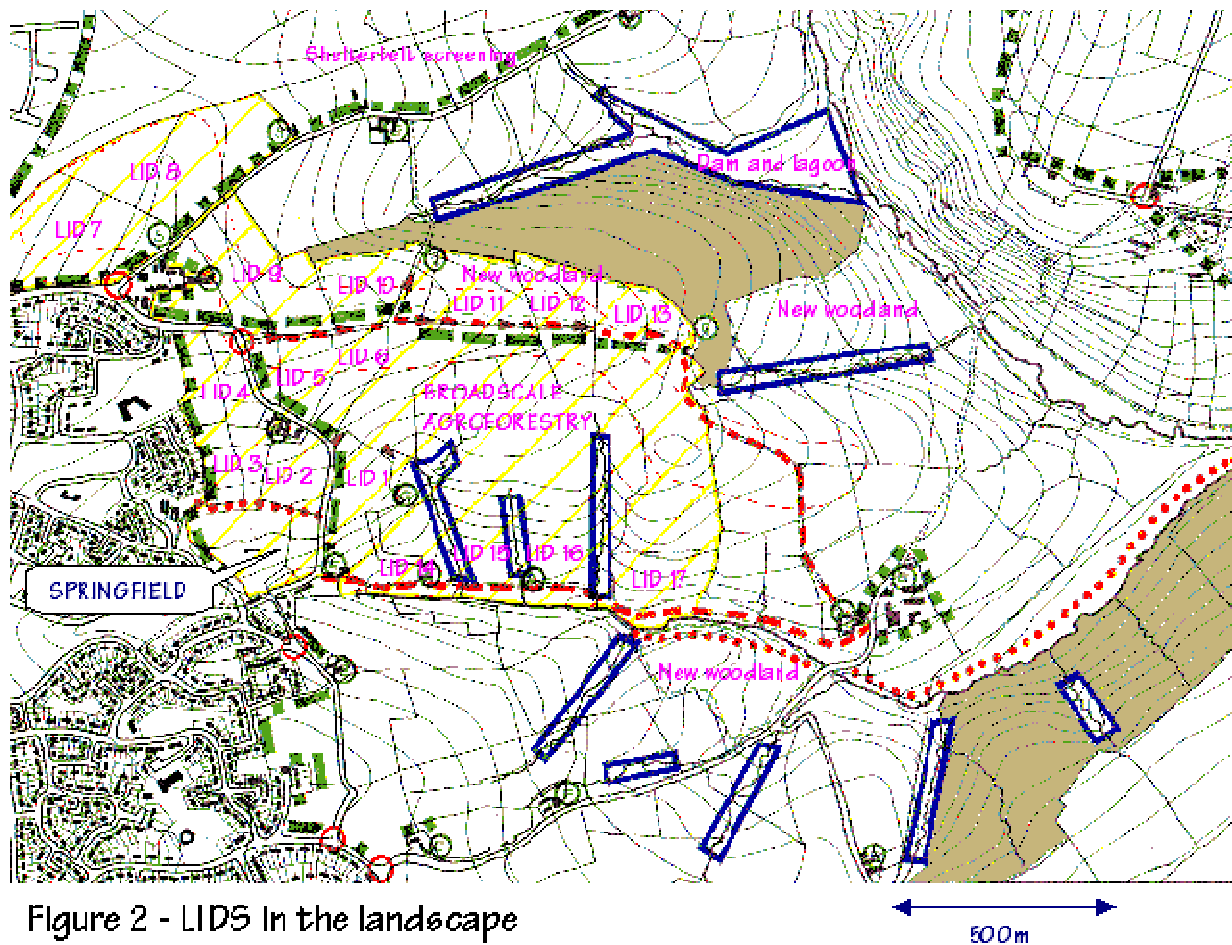 Shelterbelt screening
LID 8
Dam and lagoon
LID 7
LID 9
New woodland
LID 10
LID 11
LID 12
LID 13
New woodland
LID 6
LID 5
LID 4
BROADSCALE
AGROFORESTRY
LID 3
LID 2
LID 1
LID 15
LID 16
LID 14
LID 17
SPRINGFIELD
New woodland
Figure 2 - LIDS in the landscape
500m